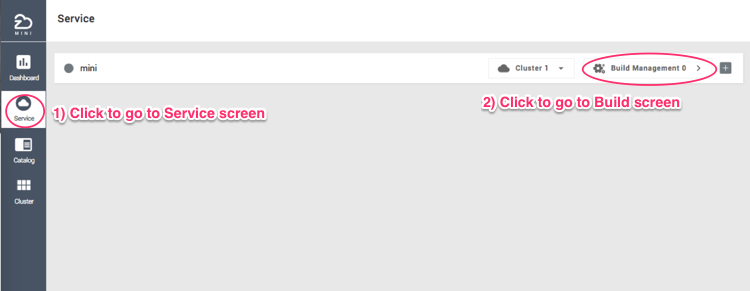 MINI
Service
Dashboard
mini
Cluster 1
Build Management 0
Service
1) Click to go to Service screen
2) Click to go to Build screen
Catalog
Cluster